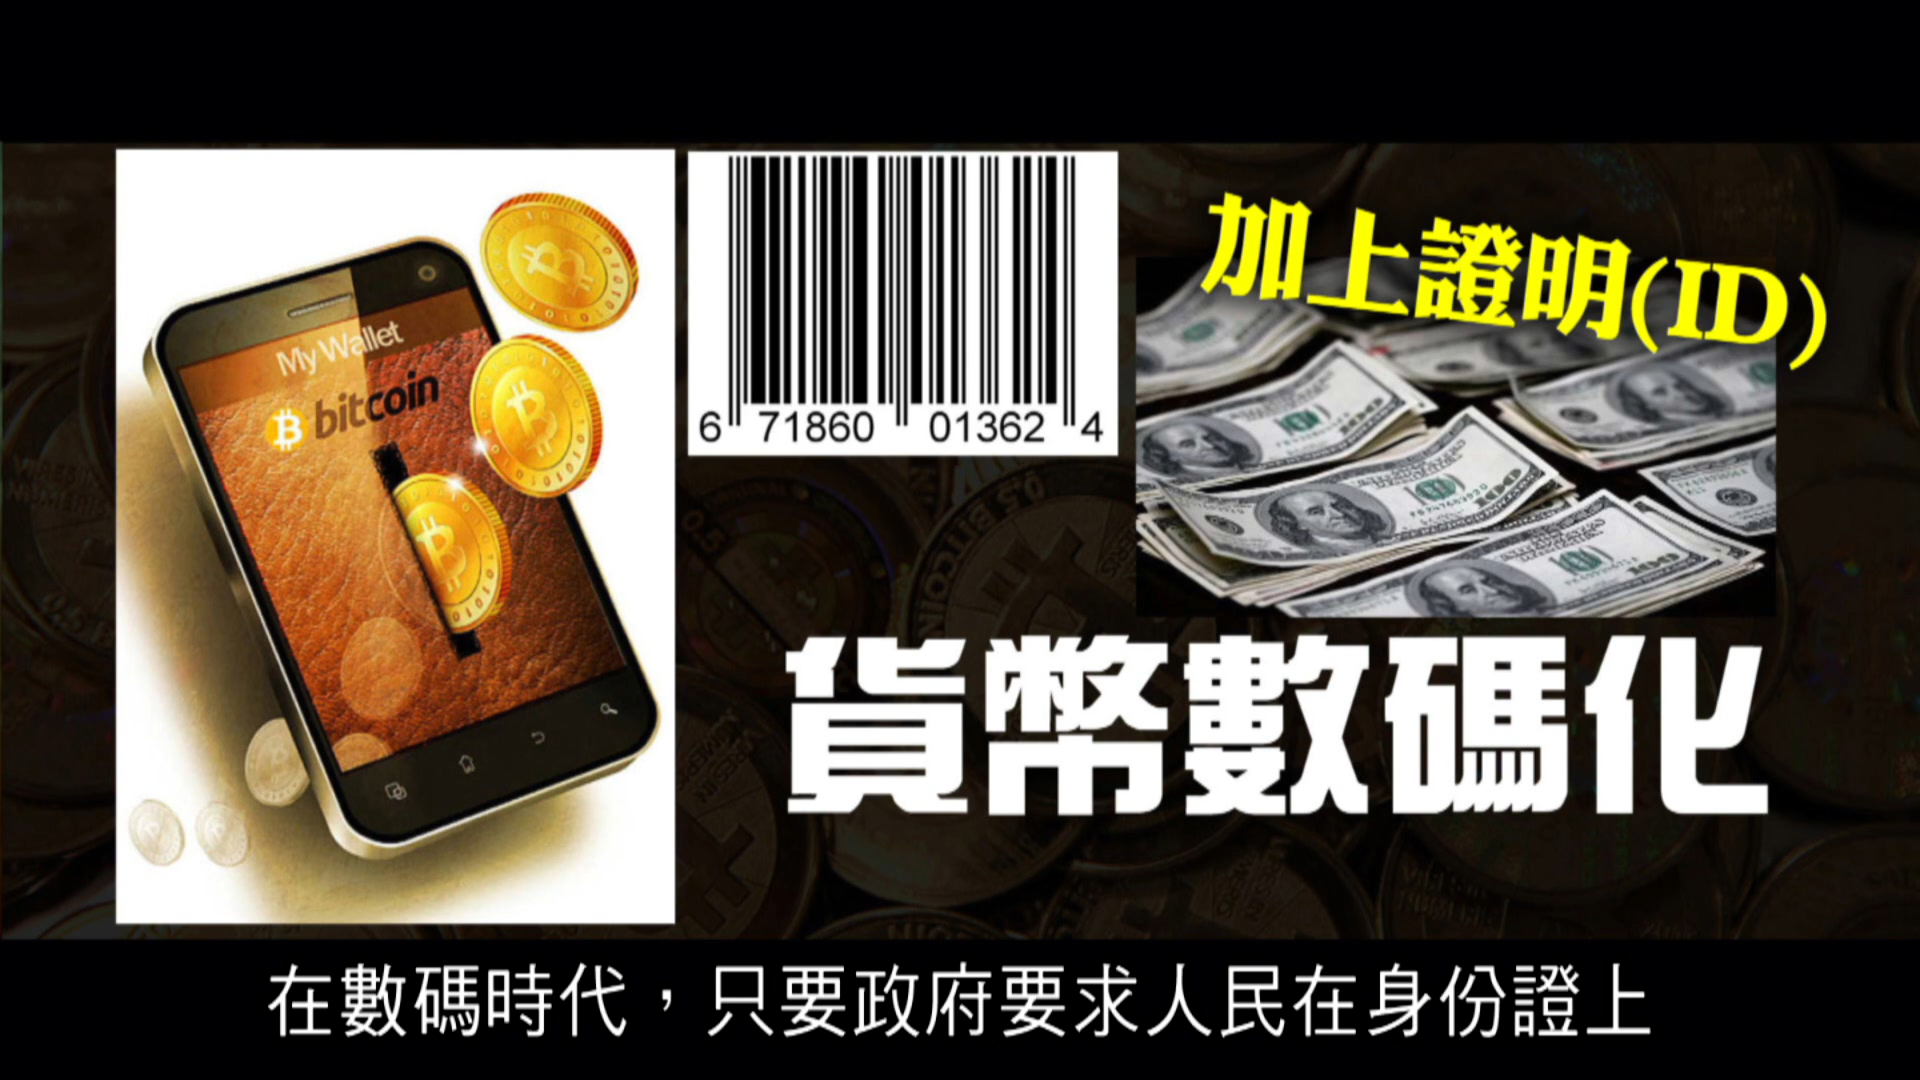 My Wallet
bitcoin
6 71860 01362 4
加上證明(ID)
貨幣數碼化
在數碼時代，只要政府要求人民在身份證上